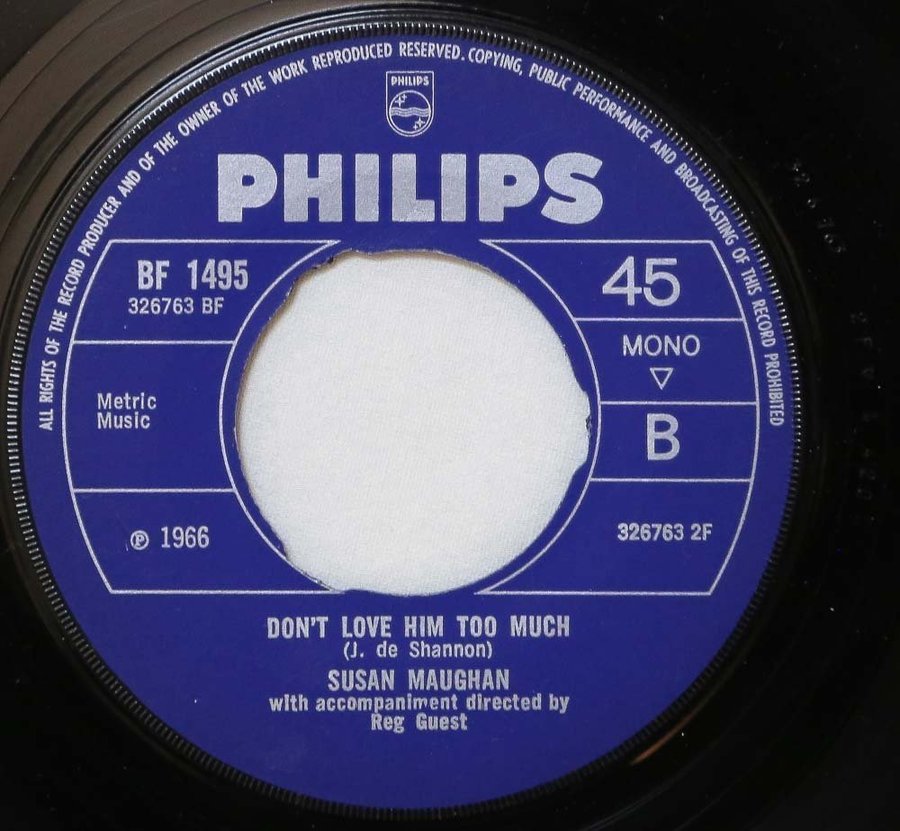 ALL RIGHTS OF THE RECORD PRODUCER AND OF THE OWNER OF THE WORK REPRODUCED RESERVED. COPYING, PUBLIC PERFORMANCE AND BROADCASTING OF THIS RECORD PROHIBITED
PHILIPS
PHILIPS
BF 1495
326763 BF
45
MONO
Metric
Music
B
℗ 1966
326763 2F
DON'T LOVE HIM TOO MUCH
(J. de Shannon)
SUSAN MAUGHAN
with accompaniment directed by
Reg Guest